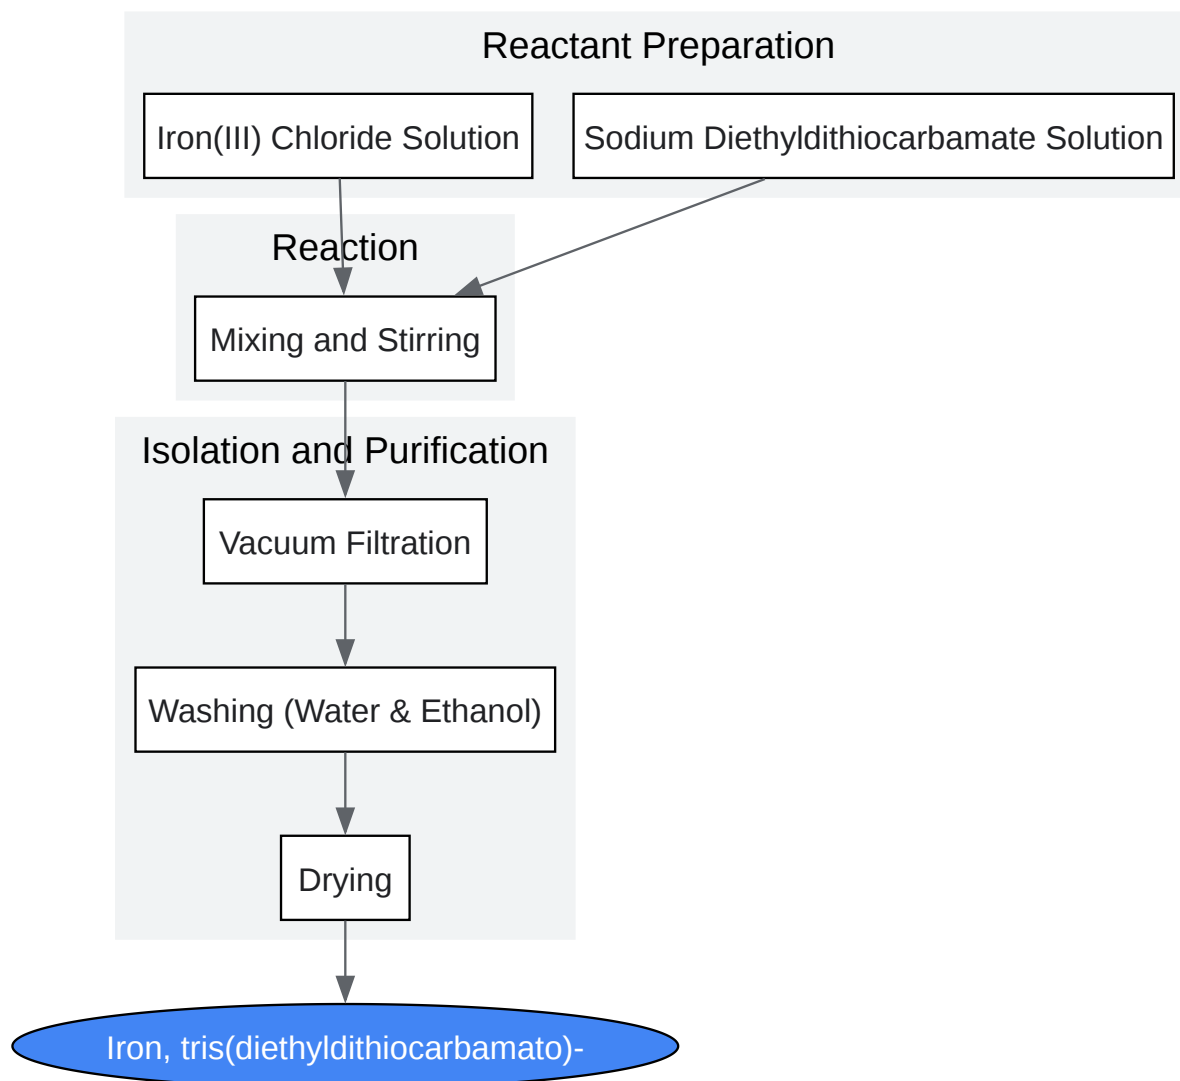 Reactant Preparation
Iron(III) Chloride Solution
Sodium Diethyldithiocarbamate Solution
Reaction
Mixing and Stirring
Isolation and Purification
Vacuum Filtration
Washing (Water & Ethanol)
Drying
Iron, tris(diethyldithiocarbamato)-